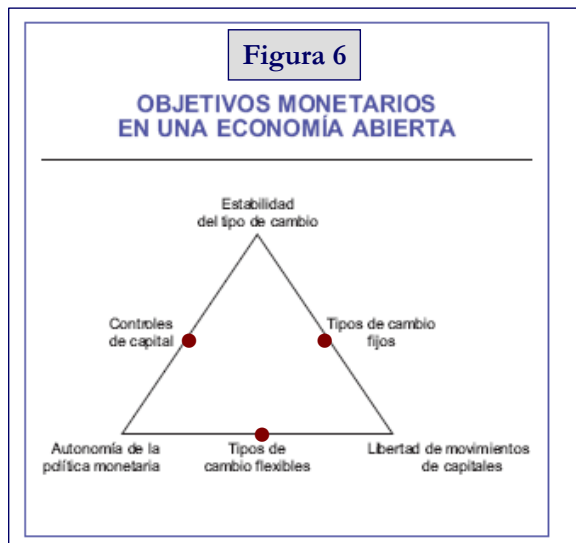 Figura 6
OBJETIVOS MONETARIOS
EN UNA ECONOMÍA ABIERTA
Estabilidad
del tipo de cambio
Controles
de capital
Tipos de cambio
fijos
Autonomía de la
política monetaria
Tipos de
cambio flexibles
Libertad de movimientos
de capitales